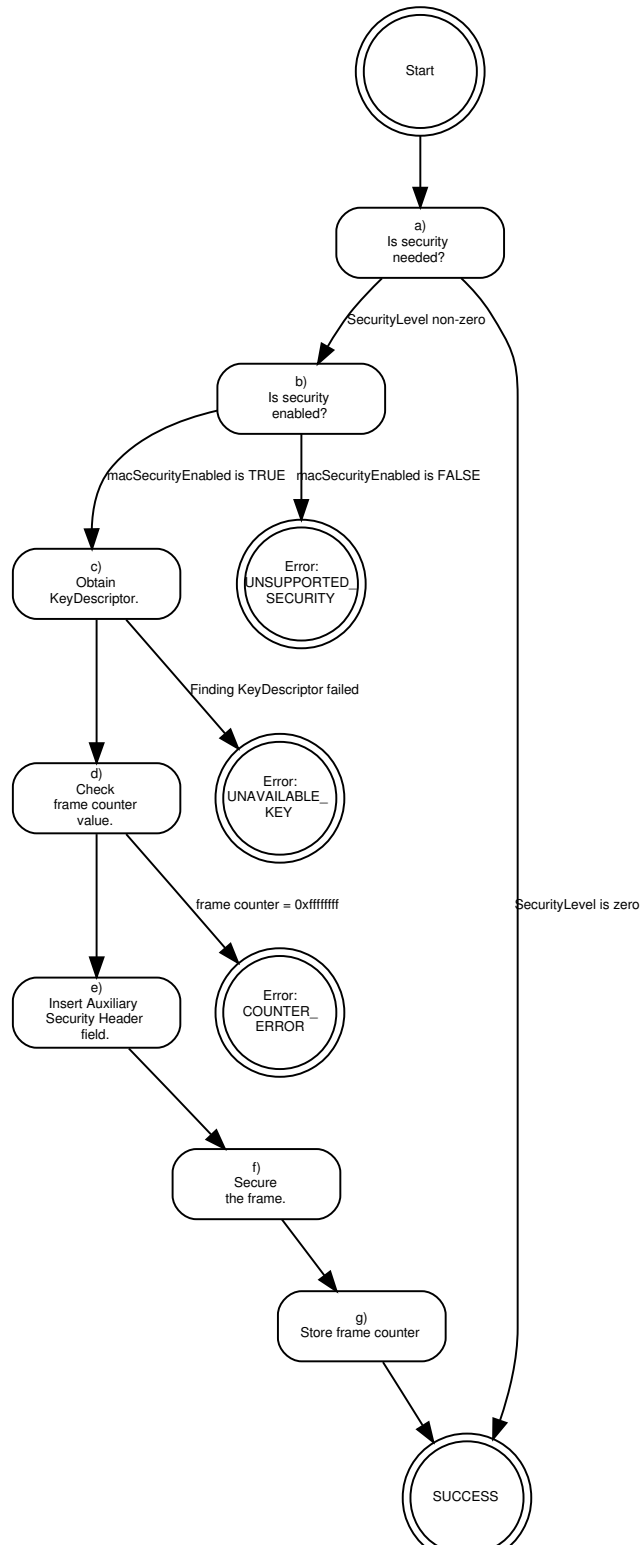 Start
a)
Is security
needed?
SecurityLevel non-zero
b)
Is security
enabled?
macSecurityEnabled is TRUE
macSecurityEnabled is FALSE
c)
Obtain
KeyDescriptor.
Error:
UNSUPPORTED_
SECURITY
Finding KeyDescriptor failed
d)
Check
frame counter
value.
Error:
UNAVAILABLE_
KEY
frame counter = 0xffffffff
SecurityLevel is zero
e)
Insert Auxiliary
Security Header
field.
Error:
COUNTER_
ERROR
f)
Secure
the frame.
g)
Store frame counter
SUCCESS